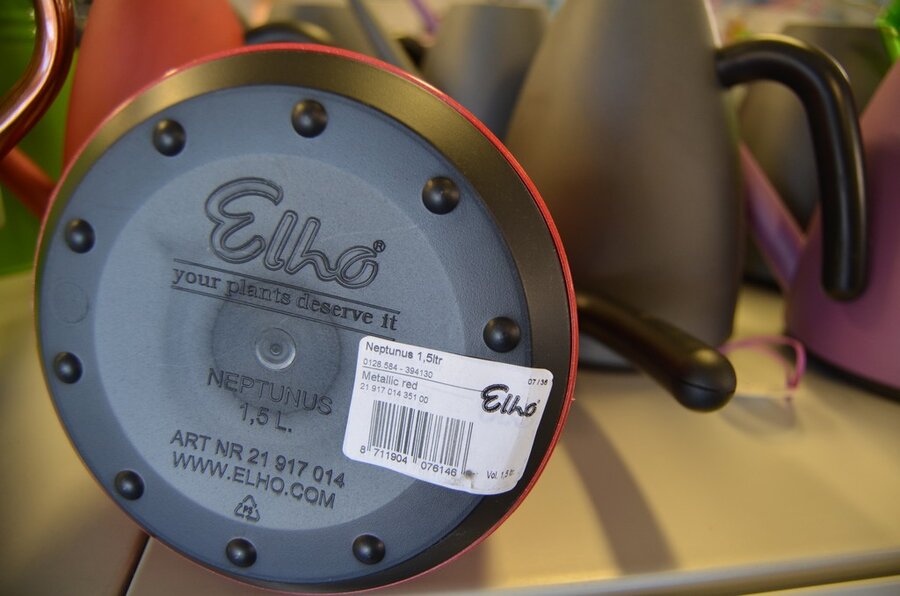 Elho®
your plants deserve it
NEPTUNUS
1,5 L.
ART NR 21 917 014
WWW.ELHO.COM
PS
Neptunus 1,5ltr
0128 584 - 394130 07/36
Metallic red
21 917 014 351 00
Elho
8 711904 076146
Vol. 1,5 ltr